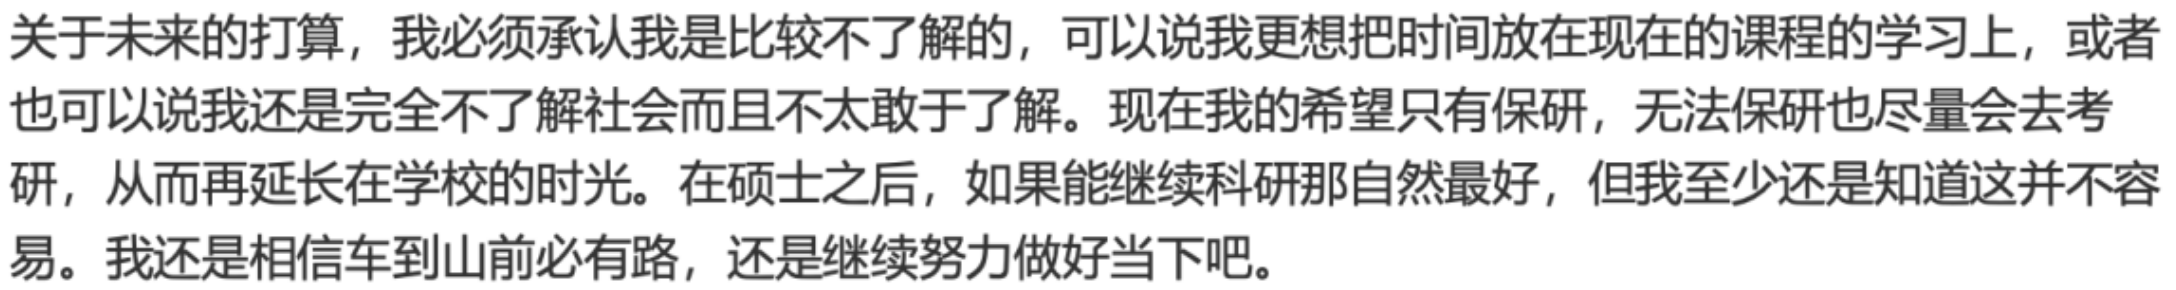 关于未来的打算，我必须承认我是比较不了解的，可以说我更想把时间放在现在的课程的学习上，或者
也可以说我还是完全不了解社会而且不太敢于了解。现在我的希望只有保研，无法保研也尽量会去考
研，从而再延长在学校的时光。在硕士之后，如果能继续科研那自然最好，但我至少还是知道这并不容
易。我还是相信车到山前必有路，还是继续努力做好当下吧。